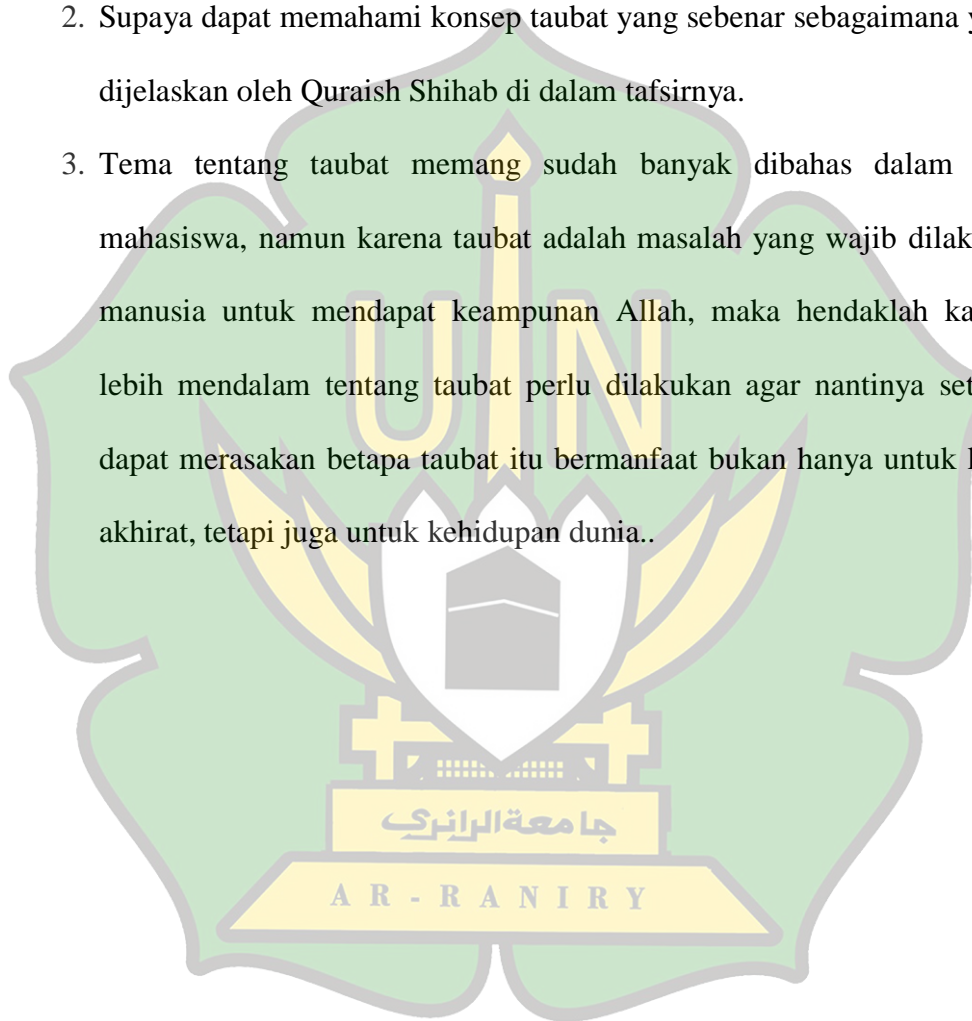 2. Supaya dapat memahami konsep taubat yang sebenar sebagaimana
dijelaskan oleh Quraish Shihab di dalam tafsirnya.
3. Tema tentang taubat memang sudah banyak dibahas dalam
mahasiswa, namun karena taubat adalah masalah yang wajib
manusia untuk mendapat keampunan Allah, maka hendaklah
lebih mendalam tentang taubat perlu dilakukan agar nantinya
dapat merasakan betapa taubat itu bermanfaat bukan hanya untuk
akhirat, tetapi juga untuk kehidupan dunia..
UIN
جامعة الرانري
AR-RANIRY